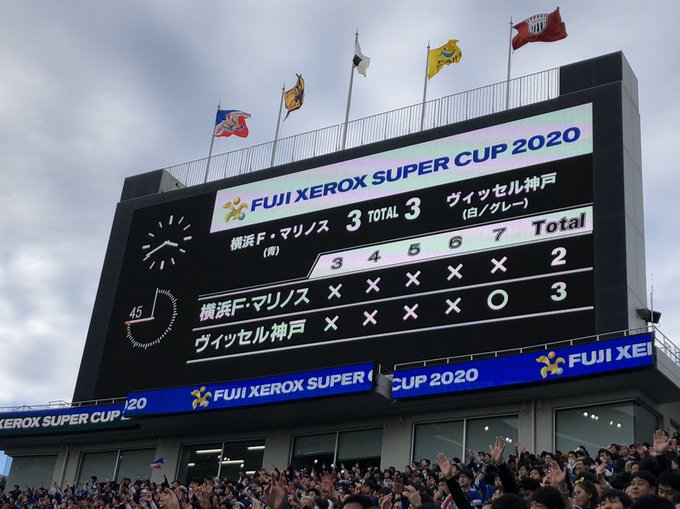 FUJI XEROX SUPER CUP 2020
横浜F・マリノス 3 TOTAL 3 ヴィッセル神戸
(青) (白/グレー)
3 4 5 6 7 Total
横浜F・マリノス × × × × × 2
ヴィッセル神戸 × × × × ○ 3
45
XEROX SUPER CUP 2020 FUJI XEROX SUPER CUP 2020 FUJI XEROX